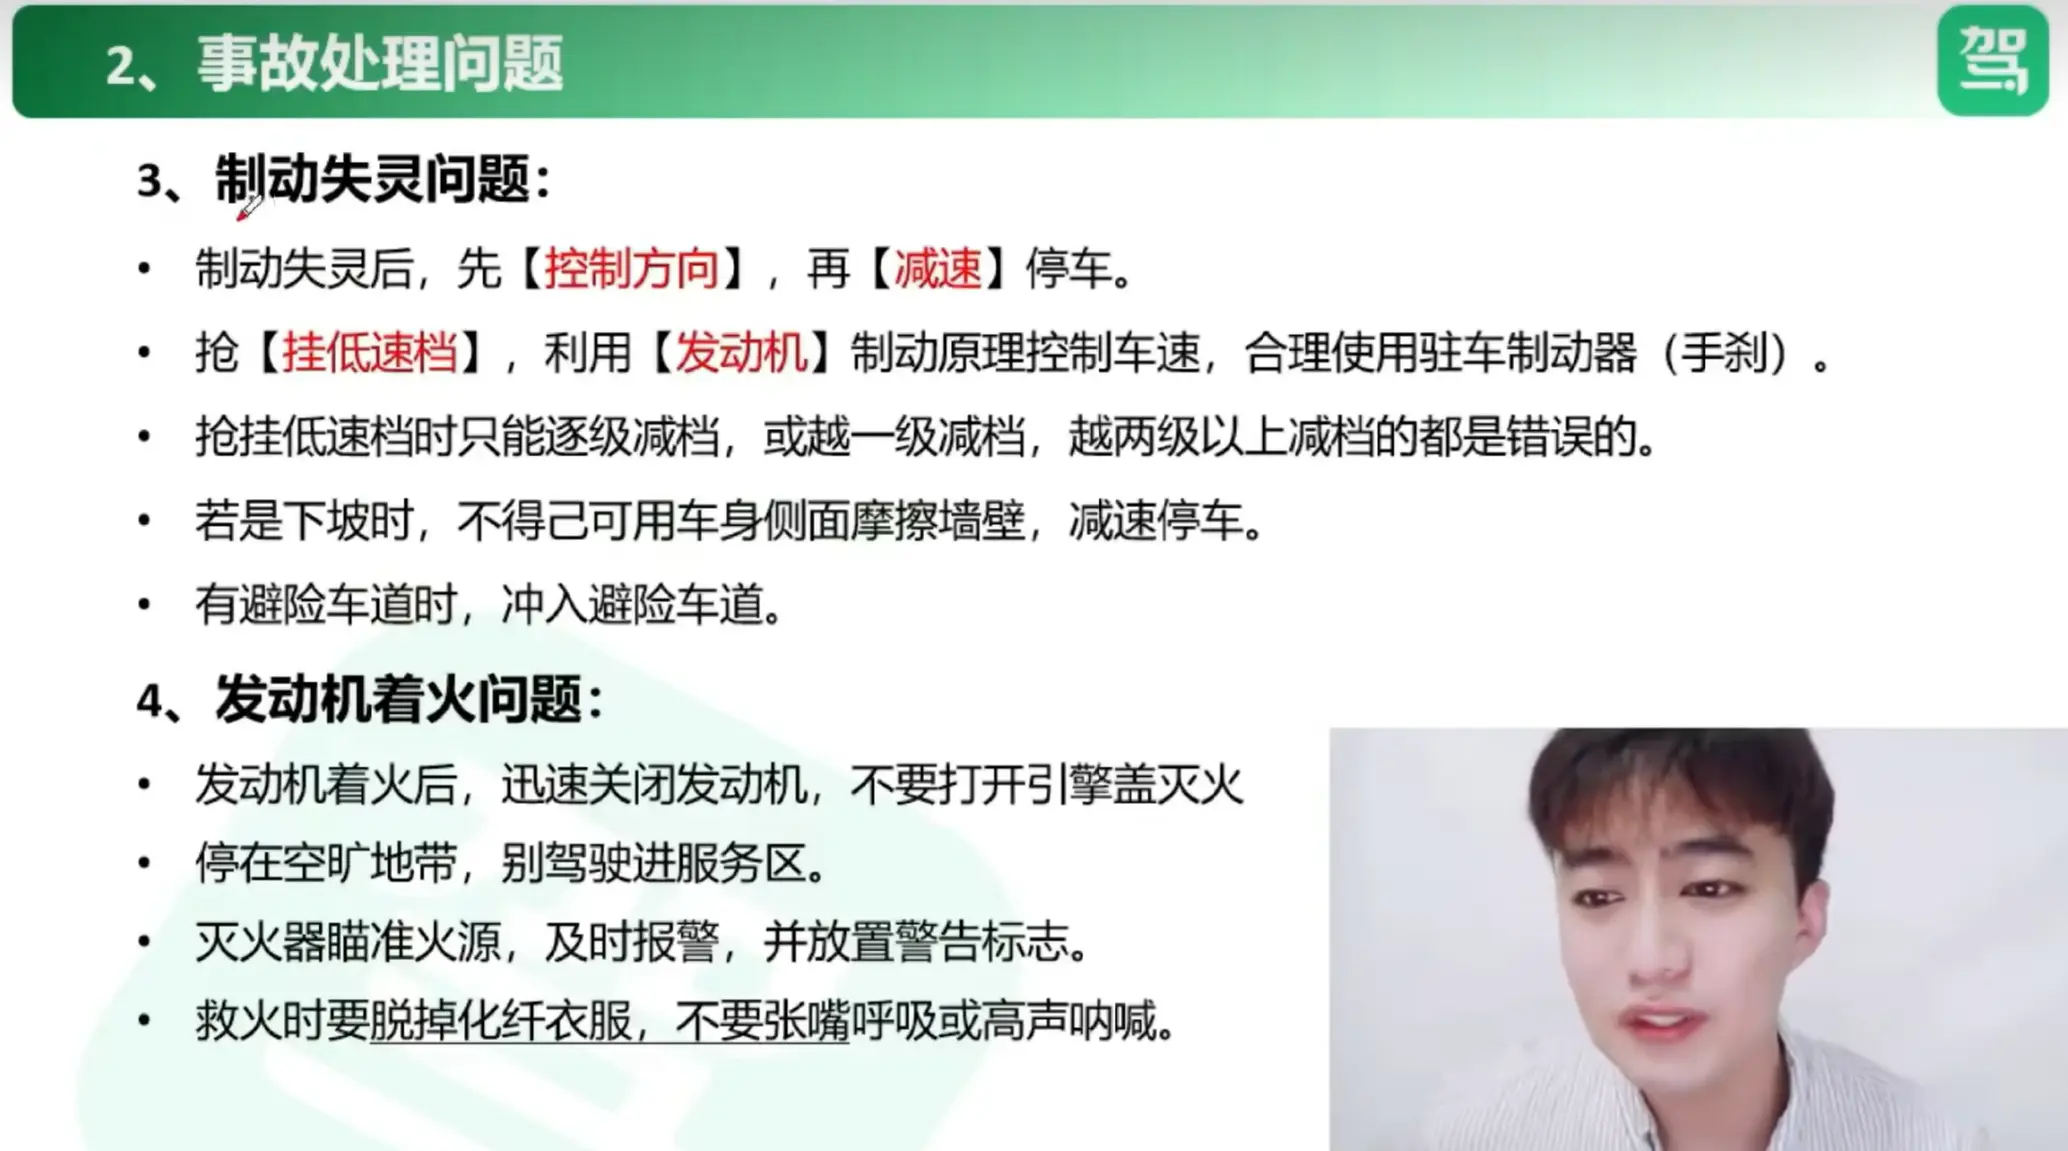 2、事故处理问题
驾
3、制动失灵问题：
• 制动失灵后，先【控制方向】，再【减速】停车。
• 抢【挂低速档】，利用【发动机】制动原理控制车速，合理使用驻车制动器（手刹）。
• 抢挂低速档时只能逐级减档，或越一级减档，越两级以上减档的都是错误的。
• 若是下坡时，不得已可用车身侧面摩擦墙壁，减速停车。
• 有避险车道时，冲入避险车道。
4、发动机着火问题：
• 发动机着火后，迅速关闭发动机，不要打开引擎盖灭火
• 停在空旷地带，别驾驶进服务区。
• 灭火器瞄准火源，及时报警，并放置警告标志。
• 救火时要脱掉化纤衣服，不要张嘴呼吸或高声呐喊。